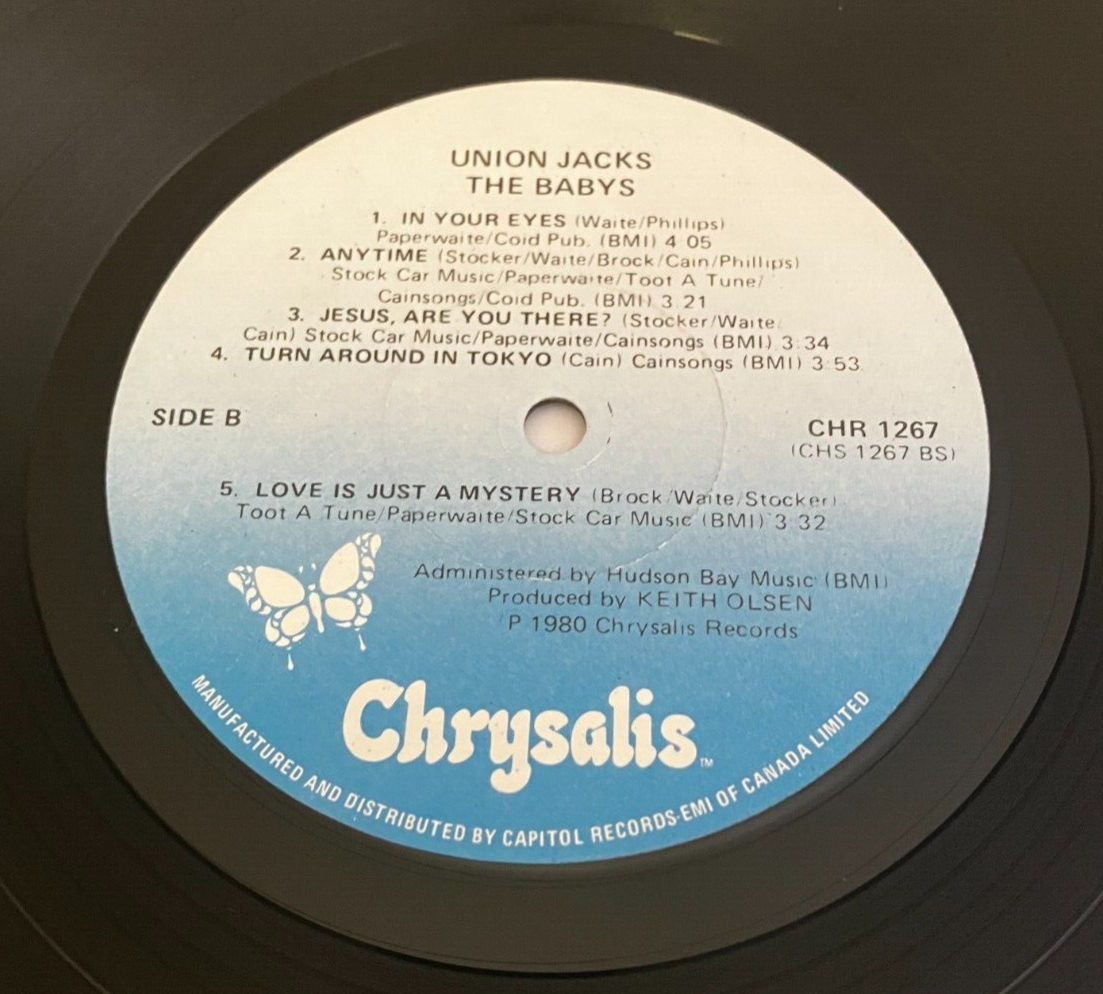 UNION JACKS
THE BABYS
1. IN YOUR EYES (Waite/Phillips)
Paperwaite/Coid Pub. (BMI) 4:05
2. ANYTIME (Stocker/Waite/Brock/Cain/Phillips)
Stock Car Music/Paperwaite/Toot A Tune/
Cainsongs/Coid Pub. (BMI) 3:21
3. JESUS, ARE YOU THERE? (Stocker/Waite/
Cain) Stock Car Music/Paperwaite/Cainsongs (BMI) 3:34
4. TURN AROUND IN TOKYO (Cain) Cainsongs (BMI) 3:53
SIDE B
CHR 1267
(CHS 1267 BS)
5. LOVE IS JUST A MYSTERY (Brock/Waite/Stocker)
Toot A Tune/Paperwaite/Stock Car Music (BMI) 3:32
Administered by Hudson Bay Music (BMI)
Produced by KEITH OLSEN
P 1980 Chrysalis Records
Chrysalis TM
MANUFACTURED AND DISTRIBUTED BY CAPITOL RECORDS-EMI OF CANADA LIMITED